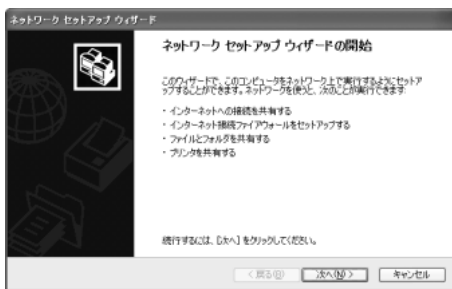 ネットワーク セットアップ ウィザード
ネットワーク セットアップ ウィザードの開始
このウィザードで、このコンピュータをネットワーク上で実行するようにセットア
ップすることができます。ネットワークを使うと、次のことが実行できます:
・ インターネットへの接続を共有する
・ インターネット接続ファイアウォールをセットアップする
・ ファイルとフォルダを共有する
・ プリンタを共有する
続行するには、[次へ] をクリックしてください。
< 戻る(B)
次へ(N) >
キャンセル